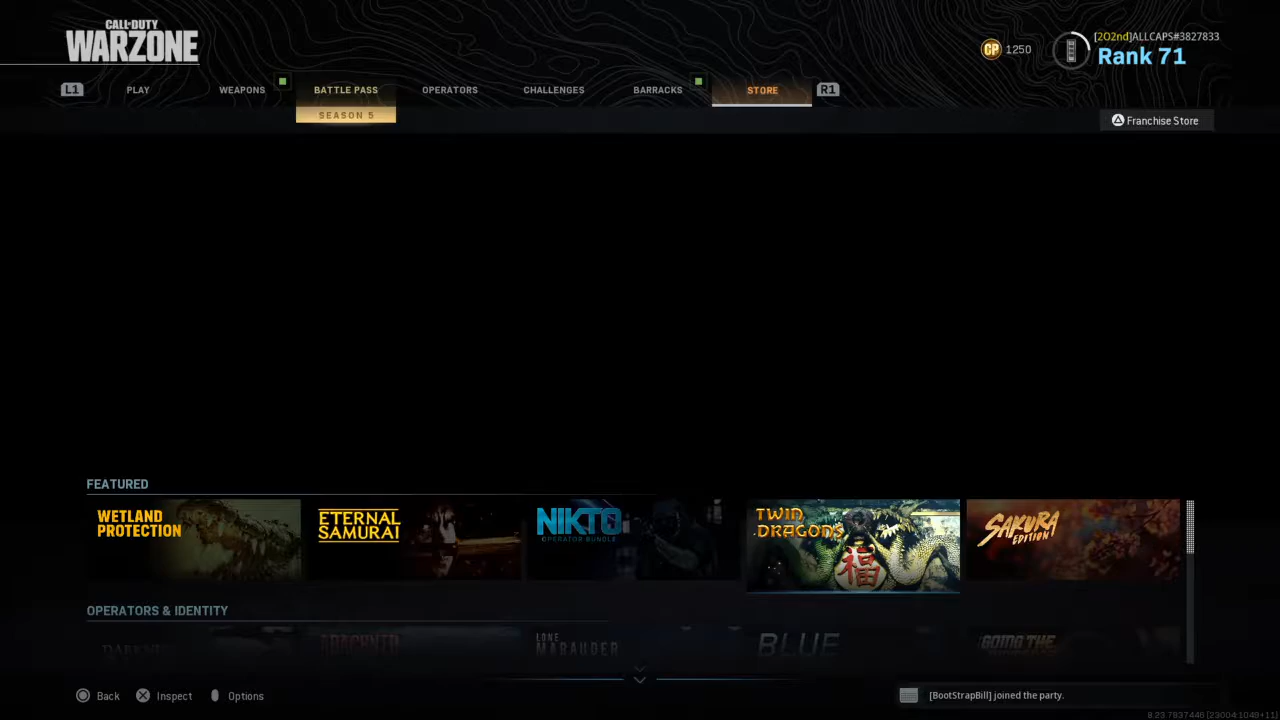 CALL OF DUTY
WARZONE
CP 1250
[2O2nd]ALLCAPS#3827833
Rank 71
L1 PLAY WEAPONS BATTLE PASS OPERATORS CHALLENGES BARRACKS STORE R1
SEASON 5
Franchise Store
FEATURED
WETLAND
PROTECTION
ETERNAL
SAMURAI
NIKTO
OPERATOR BUNDLE
TWIN
DRAGONS
福
SAKURA
EDITION
OPERATORS & IDENTITY
LONE
MARAUDER
BLUE
GOING THE
Back Inspect Options
[BootStrapBill] joined the party.